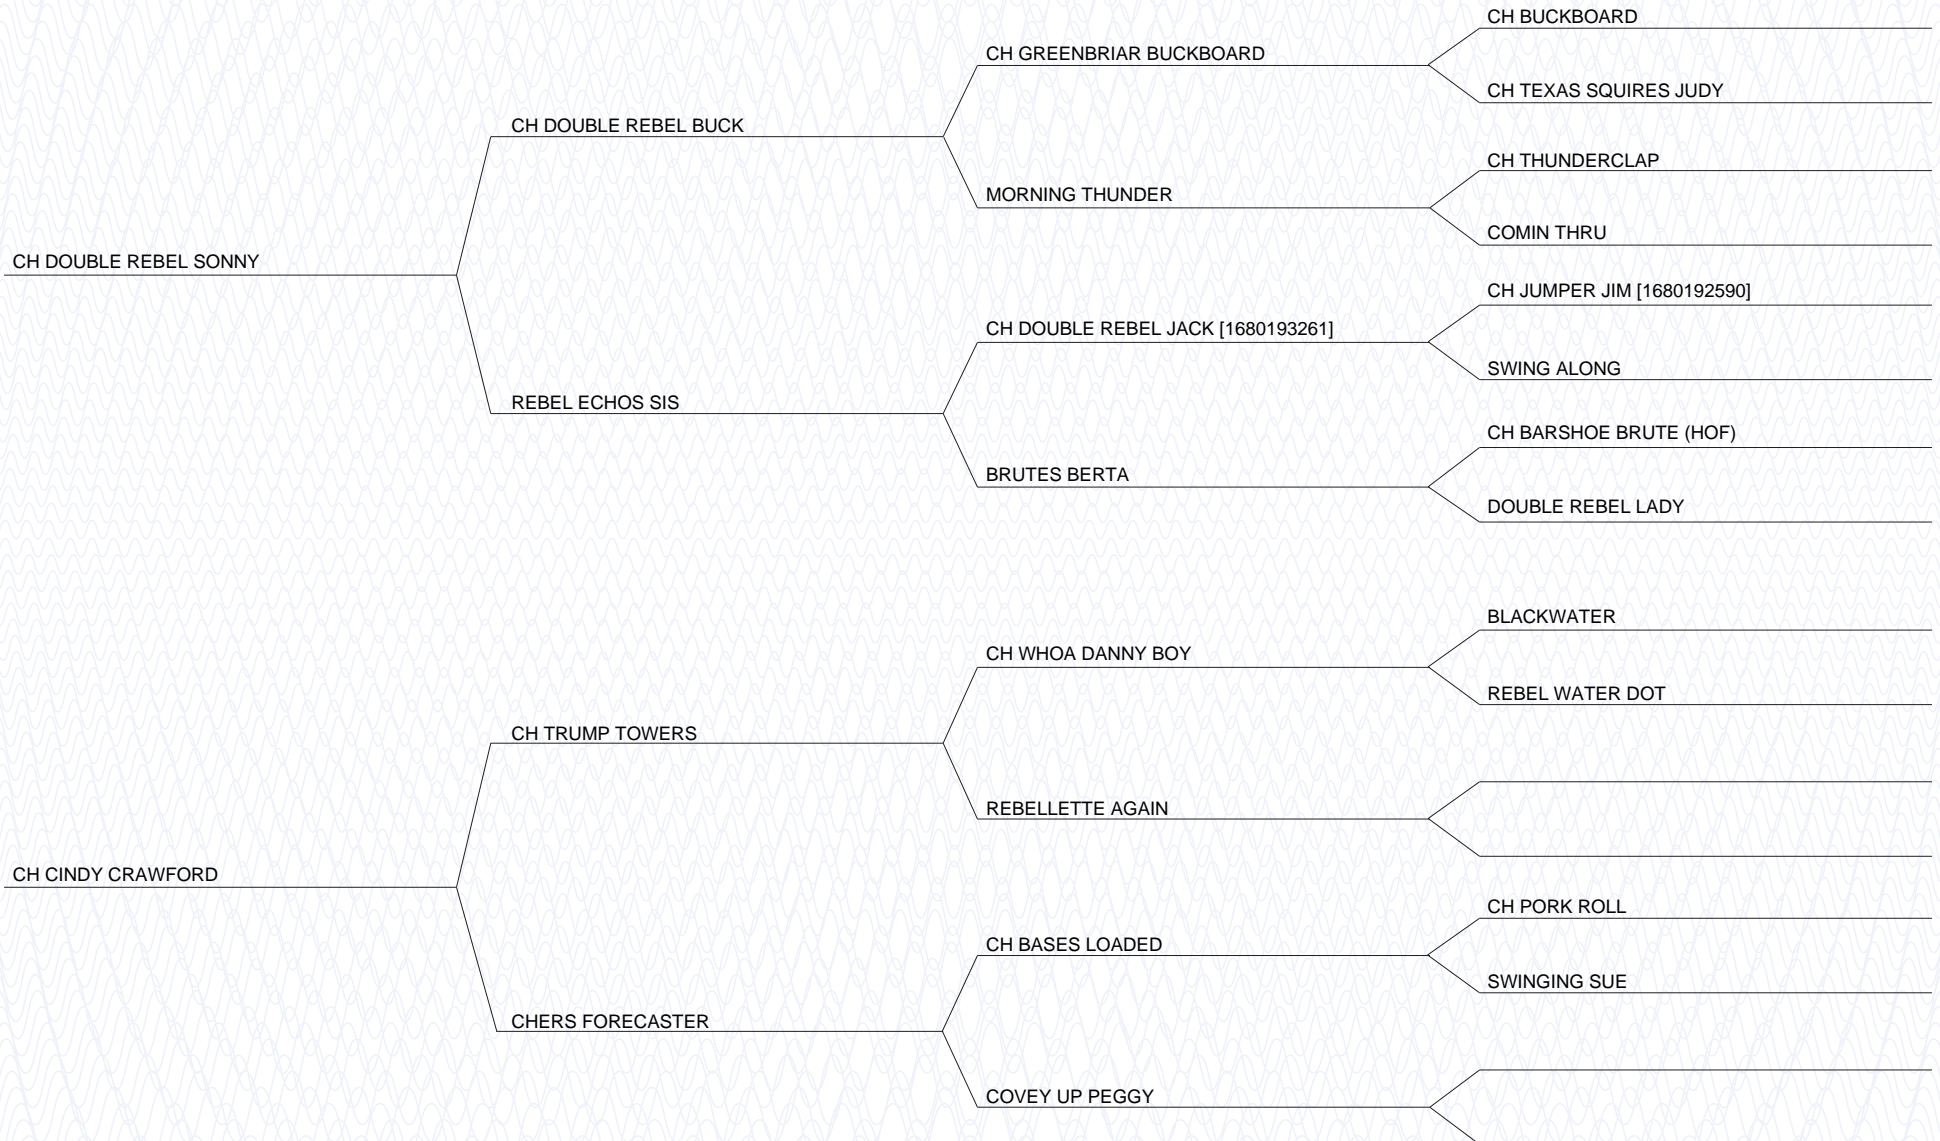 CH BUCKBOARD
CH GREENBRIAR BUCKBOARD
CH TEXAS SQUIRES JUDY
CH DOUBLE REBEL BUCK
CH THUNDERCLAP
MORNING THUNDER
COMIN THRU
CH DOUBLE REBEL SONNY
CH JUMPER JIM [1680192590]
CH DOUBLE REBEL JACK [1680193261]
SWING ALONG
REBEL ECHOS SIS
CH BARSHOE BRUTE (HOF)
BRUTES BERTA
DOUBLE REBEL LADY
BLACKWATER
CH WHOA DANNY BOY
REBEL WATER DOT
CH TRUMP TOWERS
REBELLETTE AGAIN
CH CINDY CRAWFORD
CH PORK ROLL
CH BASES LOADED
SWINGING SUE
CHERS FORECASTER
COVEY UP PEGGY